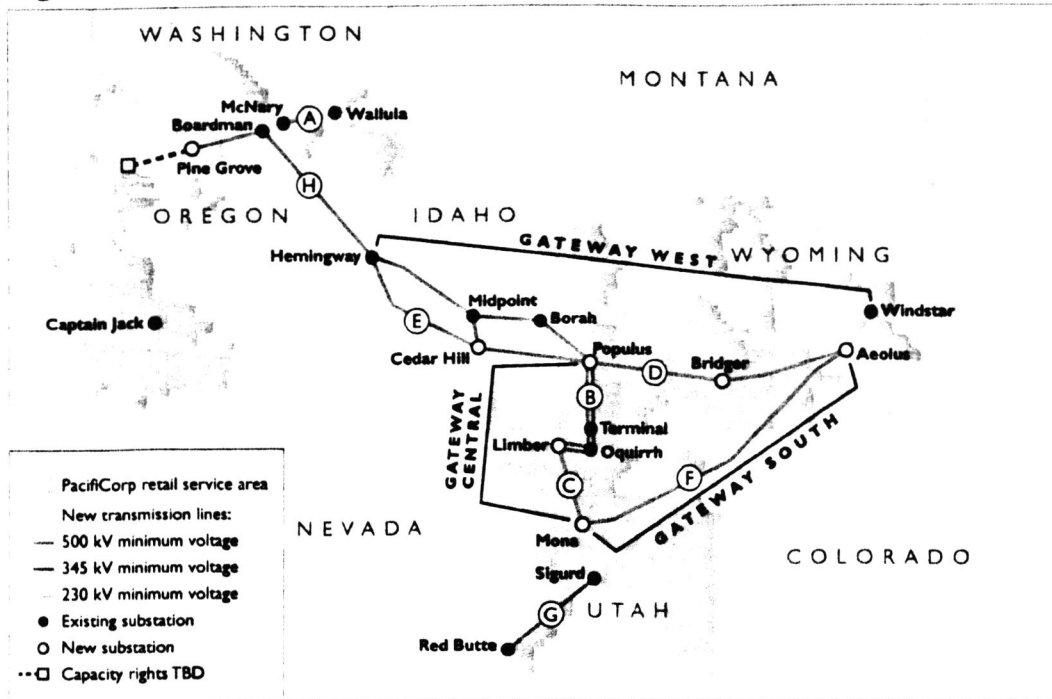 WASHINGTON
MONTANA
McNary
A
Wallula
Boardman
Pine Grove
H
OREGON
IDAHO
GATEWAY WEST
WYOMING
Hemingway
Midpoint
Borah
Windstar
Captain Jack
E
Cedar Hill
Populus
D
Bridger
Aeolus
B
GATEWAY
CENTRAL
Terminal
Limber
Oquirrh
C
F
GATEWAY SOUTH
NEVADA
Mona
COLORADO
Sigurd
G
UTAH
Red Butte
PacifiCorp retail service area
New transmission lines:
500 kV minimum voltage
345 kV minimum voltage
230 kV minimum voltage
Existing substation
New substation
Capacity rights TBD